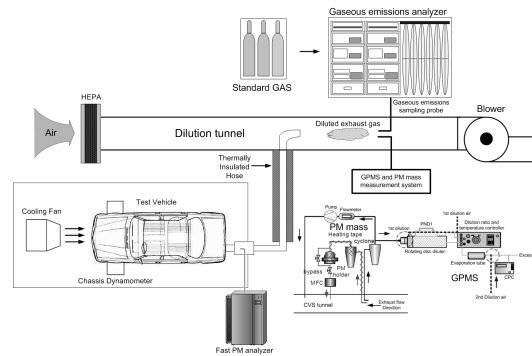 Gaseous emissions analyzer
Standard GAS
HEPA
Air
Dilution tunnel
Diluted exhaust gas
Gaseous emissions
sampling probe
Blower
Thermally
Insulated
Hose
GPMS and PM mass
measurement system
Test Vehicle
Cooling Fan
Chassis Dynamometer
Fast PM analyzer
Pump
Flowmeter
PM mass
Heating tape
cyclone
bypass
PM
holder
MFC
CVS tunnel
Exhaust flow
Direction
1st dilution
PND1
1st dilution air
Dilution ratio and
temperature controller
Rotating disc diluter
Evaporation tube
GPMS
Excess
CPC
2nd Dilution air